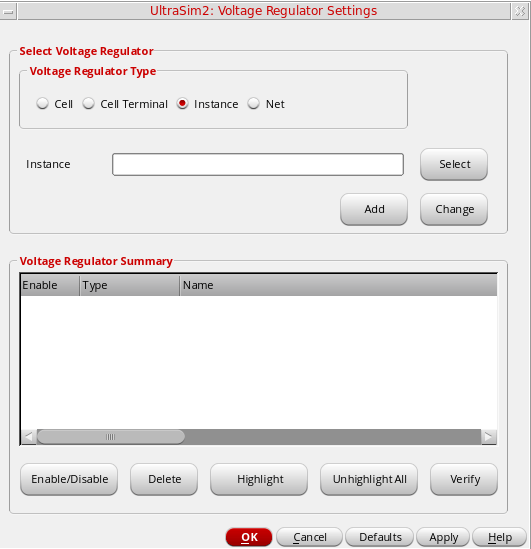 UltraSim2: Voltage Regulator Settings
Select Voltage Regulator
Voltage Regulator Type
Cell Cell Terminal Instance Net
Instance Select
Add Change
Voltage Regulator Summary
Enable Type Name
Enable/Disable Delete Highlight Unhighlight All Verify
OK Cancel Defaults Apply Help